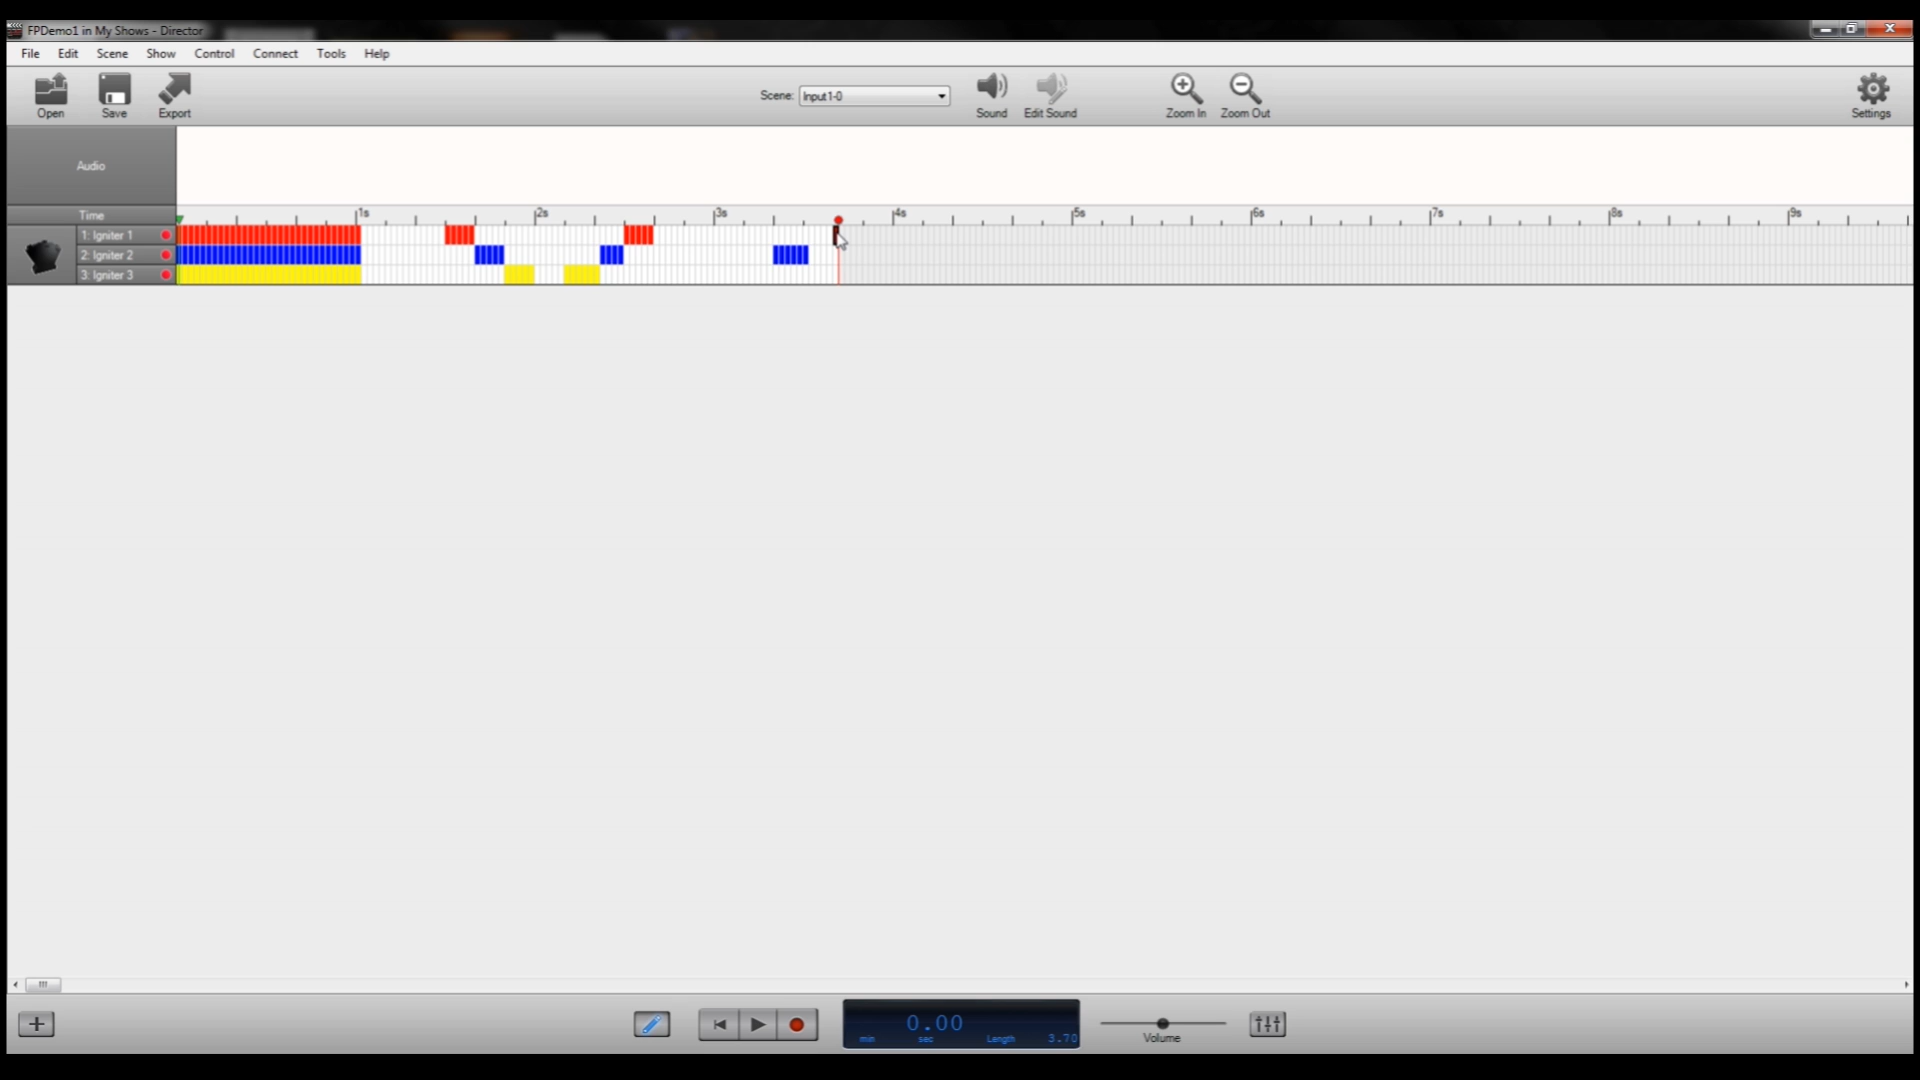 FPDemo1 in My Shows - Director
File Edit Scene Show Control Connect Tools Help
Open Save Export Scene: Input1-0 Sound Edit Sound Zoom In Zoom Out Settings
Audio
Time 1s 2s 3s 4s 5s 6s 7s 8s 9s
1: Igniter 1
2: Igniter 2
3: Igniter 3
0.00
min sec Length 3.70
Volume